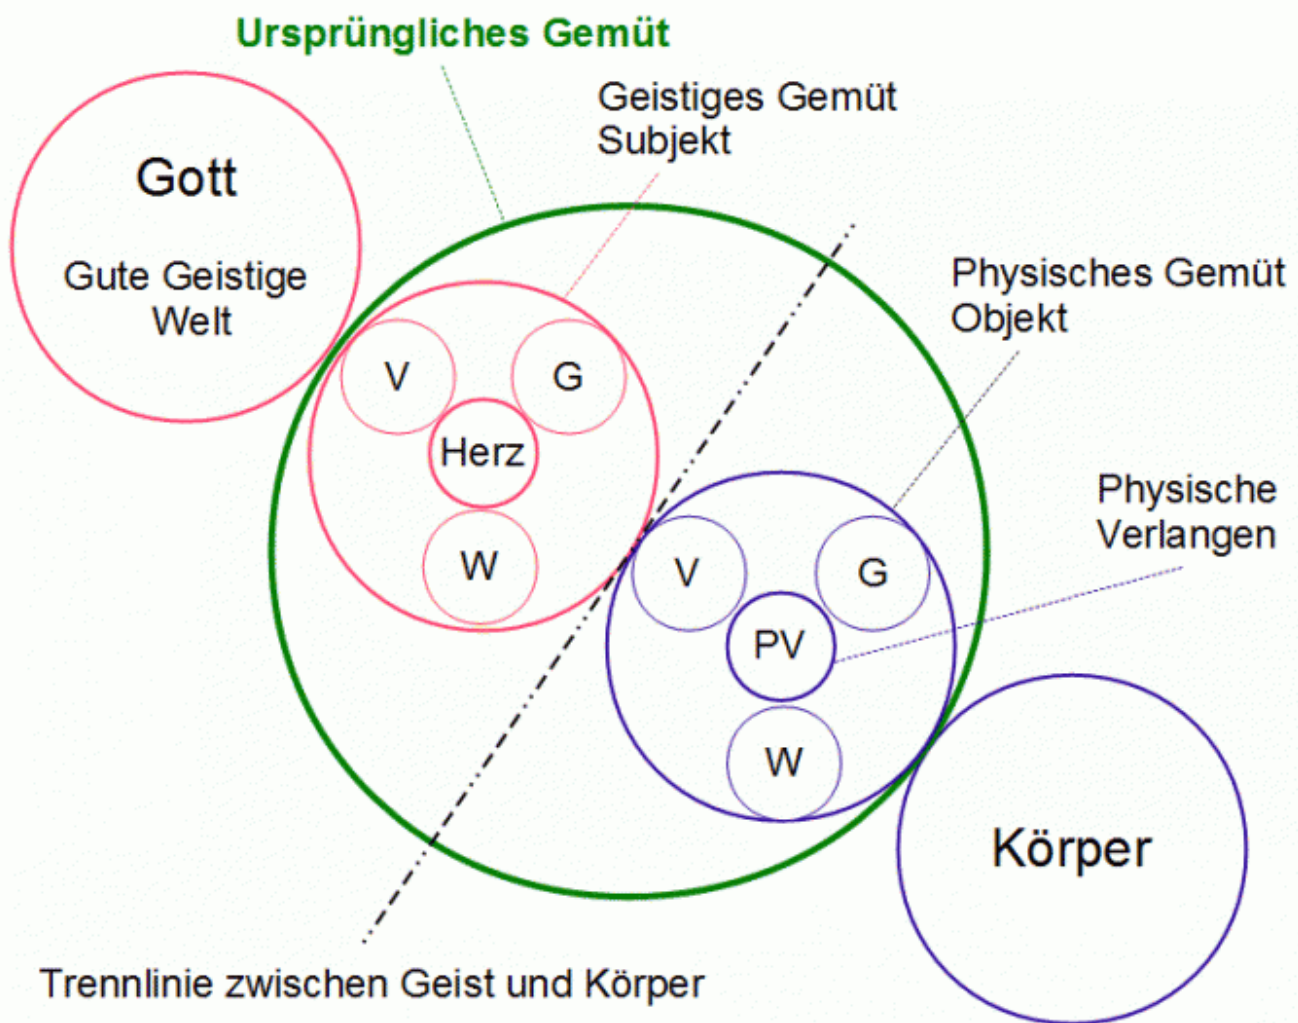 Ursprüngliches Gemüt
Geistiges Gemüt
Subjekt
Gott
Gute Geistige
Welt
Physisches Gemüt
Objekt
V
G
Herz
W
Physische
Verlangen
V
G
PV
W
Körper
Trennlinie zwischen Geist und Körper